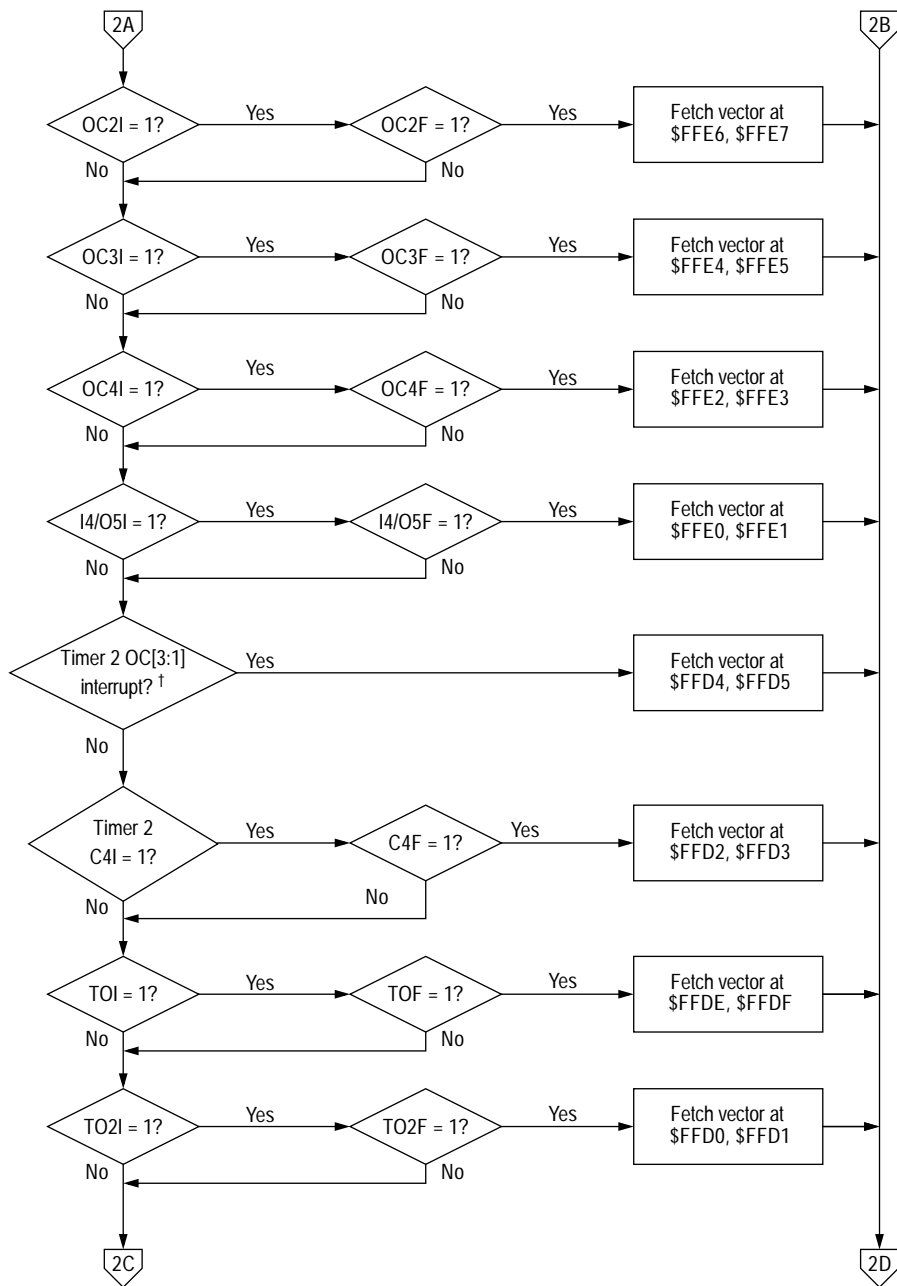 2A
2B
OC2I = 1?
Yes
OC2F = 1?
Yes
Fetch vector at
$FFE6, $FFE7
No
No
OC3I = 1?
Yes
OC3F = 1?
Yes
Fetch vector at
$FFE4, $FFE5
No
No
OC4I = 1?
Yes
OC4F = 1?
Yes
Fetch vector at
$FFE2, $FFE3
No
No
I4/O5I = 1?
Yes
I4/O5F = 1?
Yes
Fetch vector at
$FFE0, $FFE1
No
No
Timer 2 OC[3:1]
interrupt? †
Yes
Fetch vector at
$FFD4, $FFD5
No
Timer 2
C4I = 1?
Yes
C4F = 1?
Yes
Fetch vector at
$FFD2, $FFD3
No
No
TOI = 1?
Yes
TOF = 1?
Yes
Fetch vector at
$FFDE, $FFDF
No
No
TO2I = 1?
Yes
TO2F = 1?
Yes
Fetch vector at
$FFD0, $FFD1
No
No
2C
2D